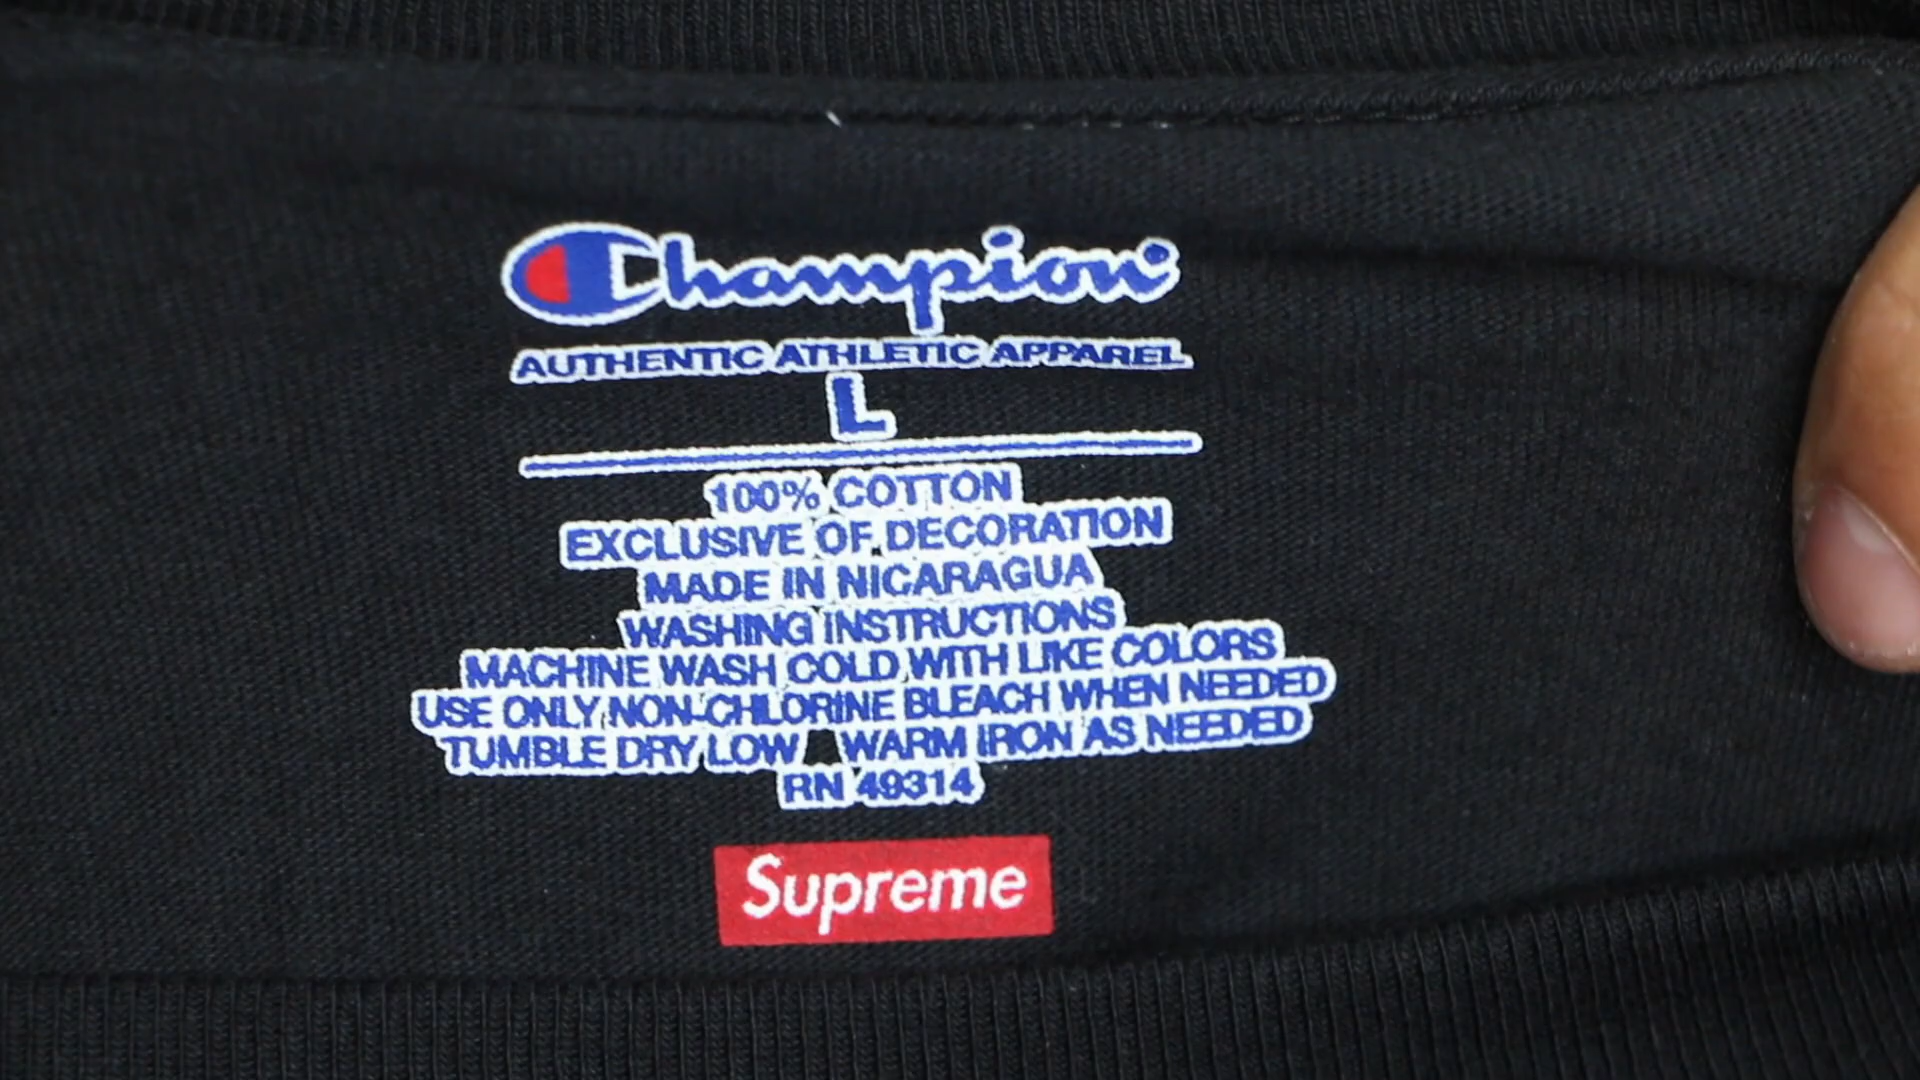 Champion
AUTHENTIC ATHLETIC APPAREL
L
100% COTTON
EXCLUSIVE OF DECORATION
MADE IN NICARAGUA
WASHING INSTRUCTIONS
MACHINE WASH COLD WITH LIKE COLORS
USE ONLY NON-CHLORINE BLEACH WHEN NEEDED
TUMBLE DRY LOW WARM IRON AS NEEDED
RN 49314
Supreme